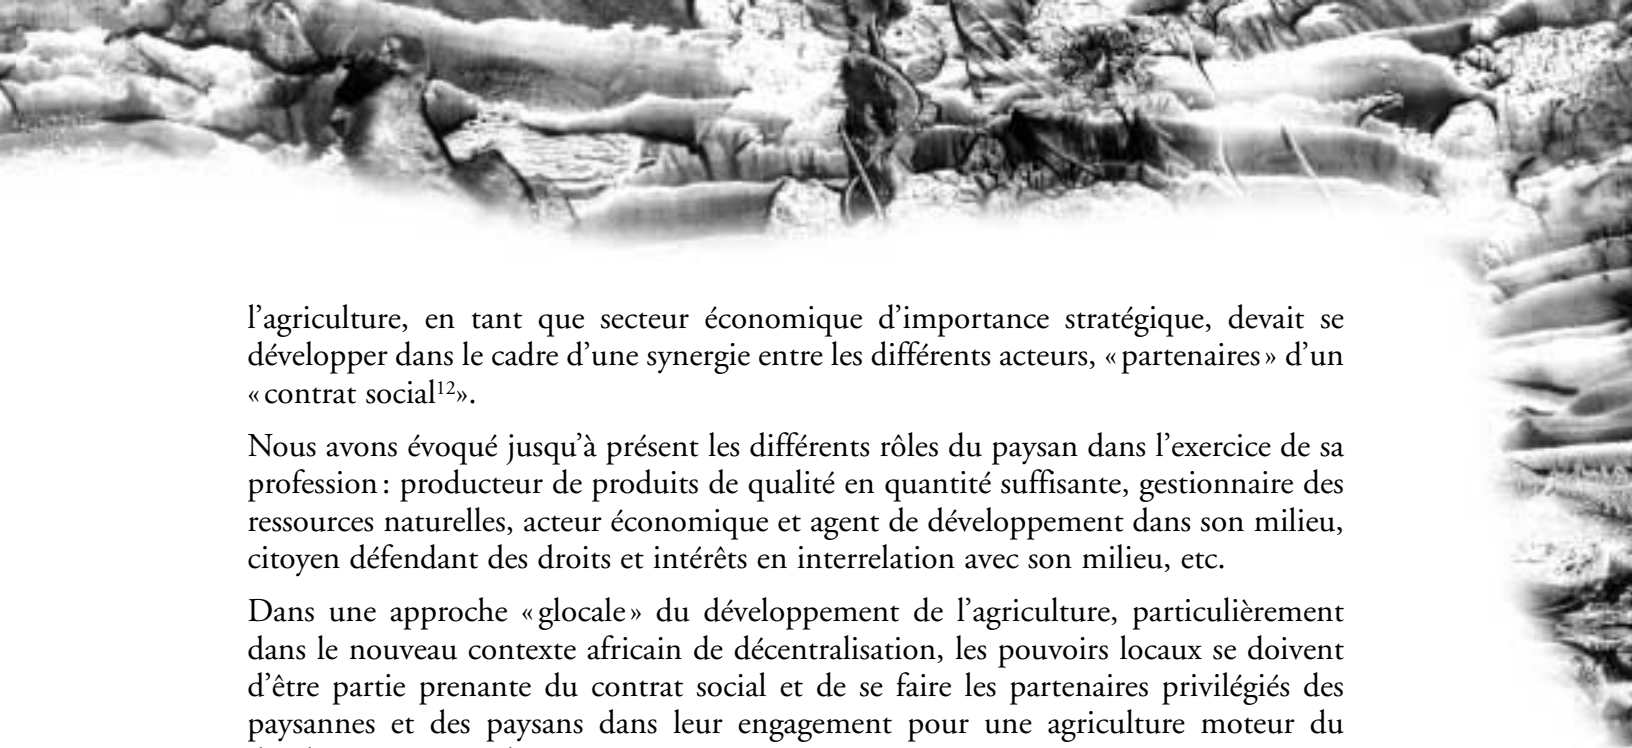 l’agriculture, en tant que secteur économique d’importance stratégique, devait se
développer dans le cadre d’une synergie entre les différents acteurs, « partenaires » d’un
« contrat social¹² ».
Nous avons évoqué jusqu’à présent les différents rôles du paysan dans l’exercice de sa
profession : producteur de produits de qualité en quantité suffisante, gestionnaire des
ressources naturelles, acteur économique et agent de développement dans son milieu,
citoyen défendant des droits et intérêts en interrelation avec son milieu, etc.
Dans une approche « glocale » du développement de l’agriculture, particulièrement
dans le nouveau contexte africain de décentralisation, les pouvoirs locaux se doivent
d’être partie prenante du contrat social et de se faire les partenaires privilégiés des
paysannes et des paysans dans leur engagement pour une agriculture moteur du